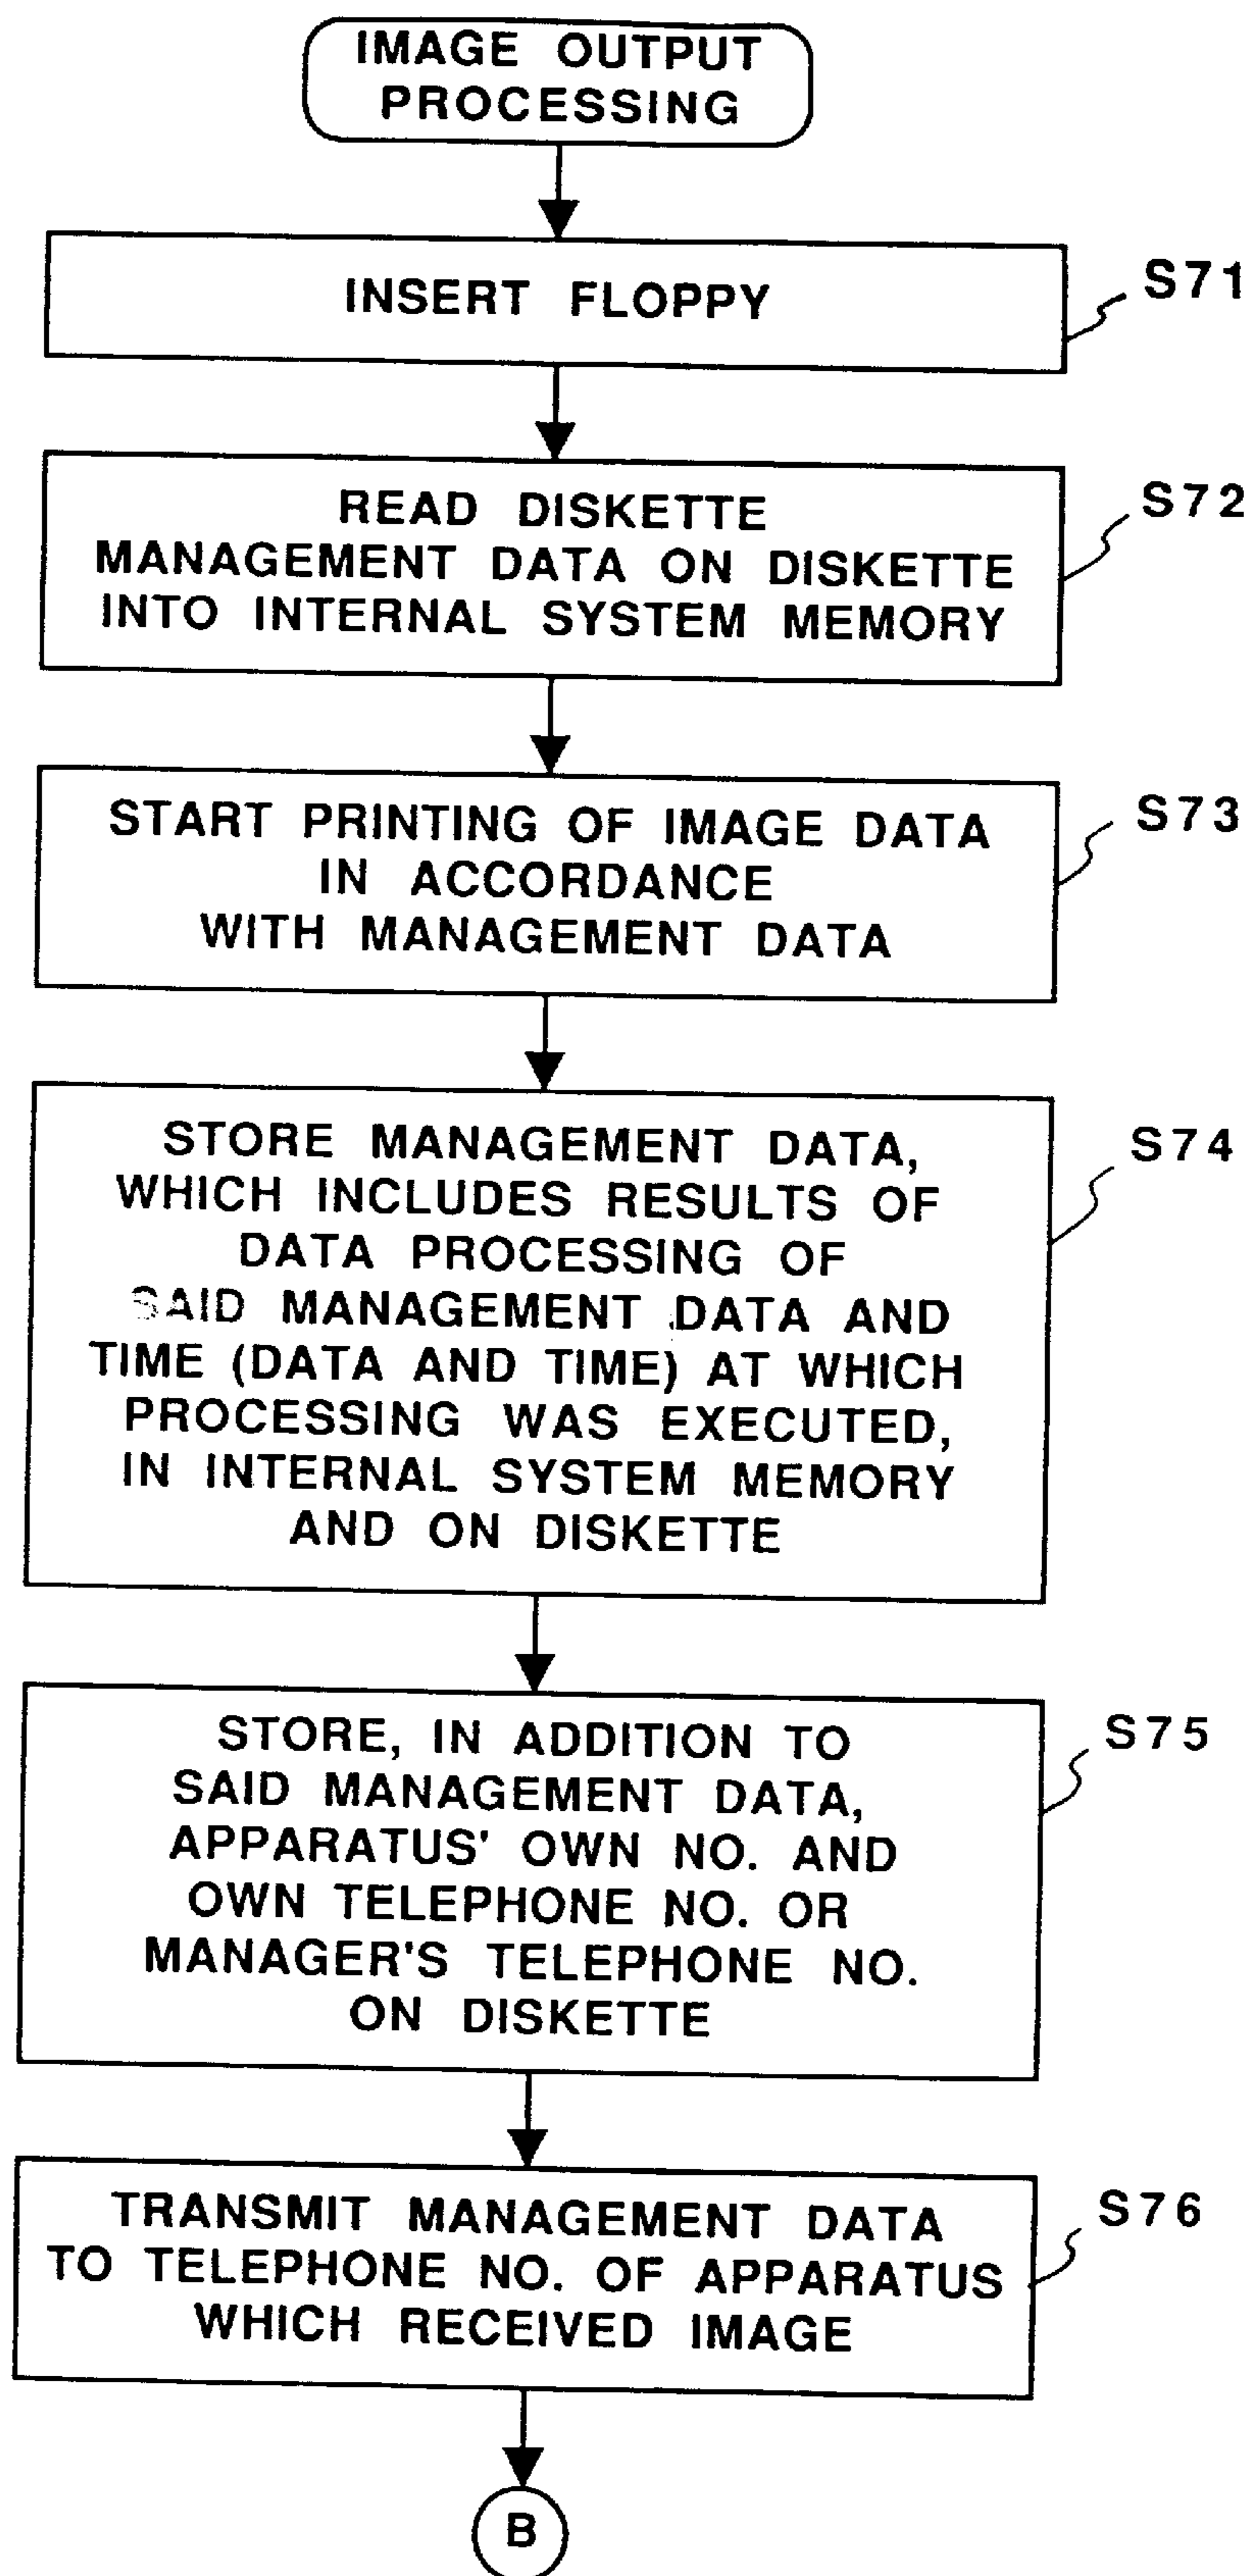 IMAGE OUTPUT
PROCESSING
INSERT FLOPPY
S71
READ DISKETTE
MANAGEMENT DATA ON DISKETTE
INTO INTERNAL SYSTEM MEMORY
S72
START PRINTING OF IMAGE DATA
IN ACCORDANCE
WITH MANAGEMENT DATA
S73
STORE MANAGEMENT DATA,
WHICH INCLUDES RESULTS OF
DATA PROCESSING OF
SAID MANAGEMENT DATA AND
TIME (DATA AND TIME) AT WHICH
PROCESSING WAS EXECUTED,
IN INTERNAL SYSTEM MEMORY
AND ON DISKETTE
S74
STORE, IN ADDITION TO
SAID MANAGEMENT DATA,
APPARATUS' OWN NO. AND
OWN TELEPHONE NO. OR
MANAGER'S TELEPHONE NO.
ON DISKETTE
S75
TRANSMIT MANAGEMENT DATA
TO TELEPHONE NO. OF APPARATUS
WHICH RECEIVED IMAGE
S76
B